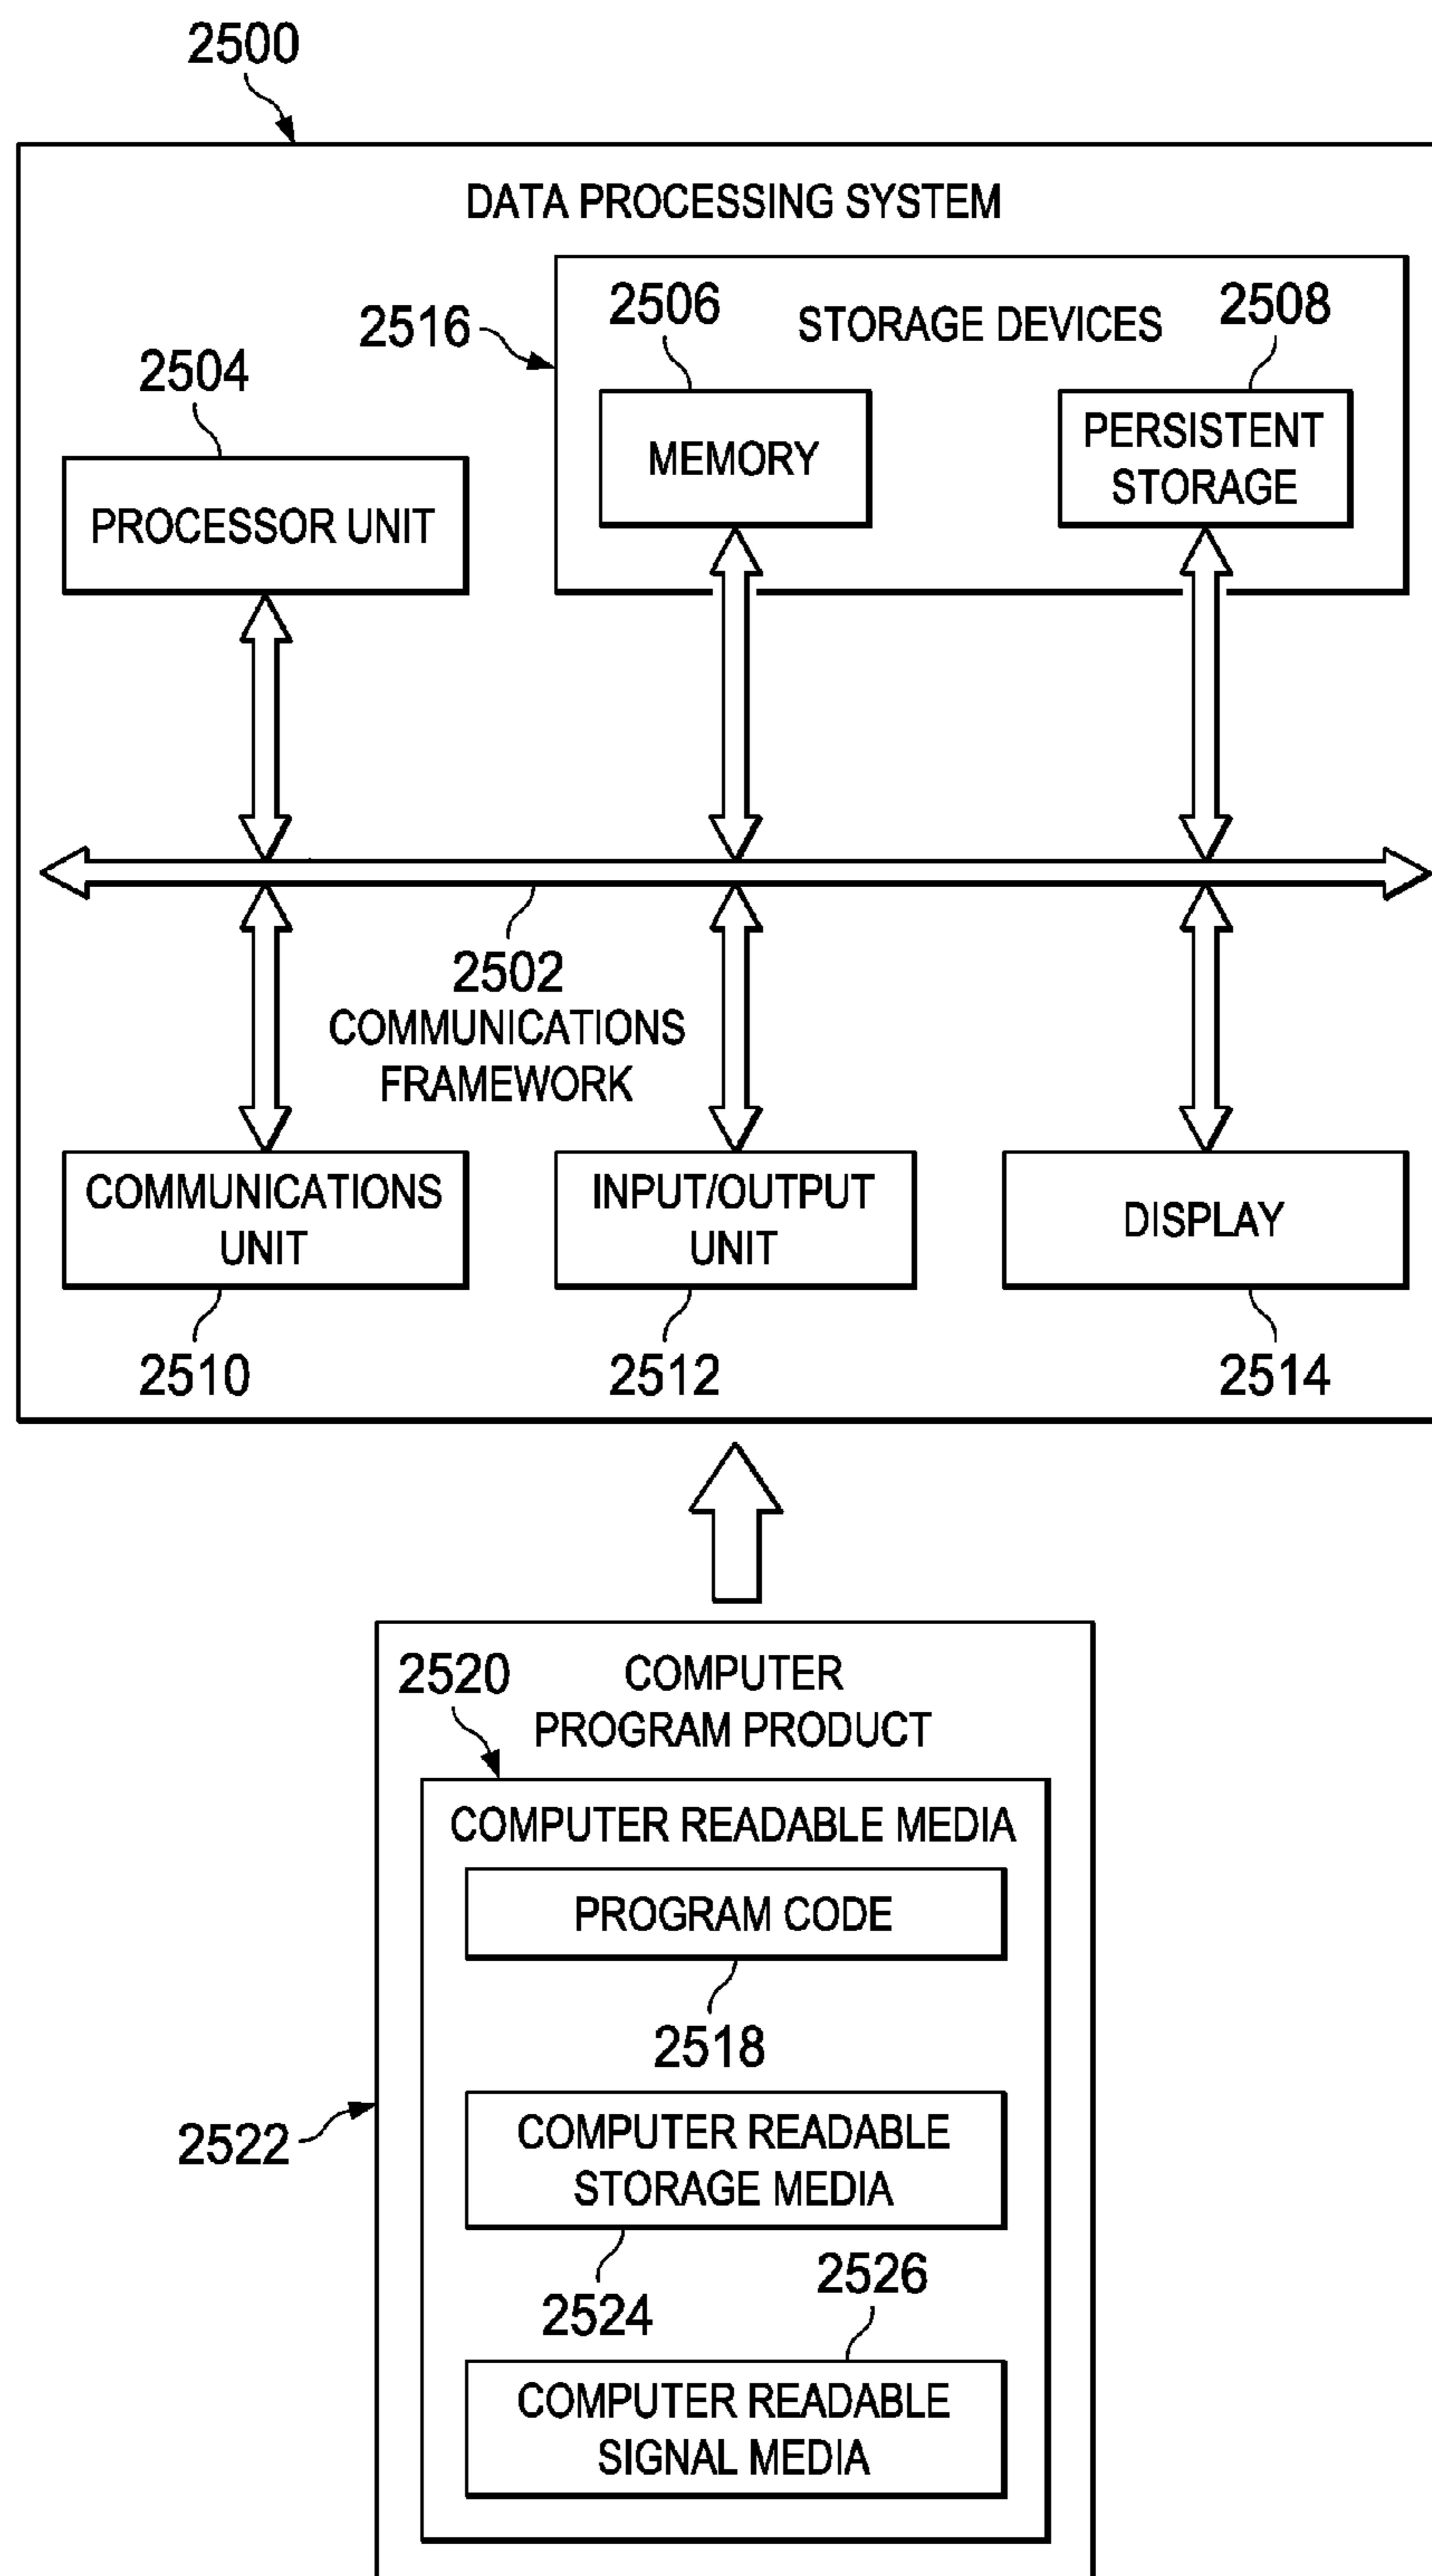 2500
DATA PROCESSING SYSTEM
2516
2506
STORAGE DEVICES
2508
2504
MEMORY
PERSISTENT
STORAGE
PROCESSOR UNIT
2502
COMMUNICATIONS
FRAMEWORK
COMMUNICATIONS
UNIT
INPUT/OUTPUT
UNIT
DISPLAY
2510
2512
2514
2520
COMPUTER
PROGRAM PRODUCT
COMPUTER READABLE MEDIA
PROGRAM CODE
2518
2522
COMPUTER READABLE
STORAGE MEDIA
2524
2526
COMPUTER READABLE
SIGNAL MEDIA